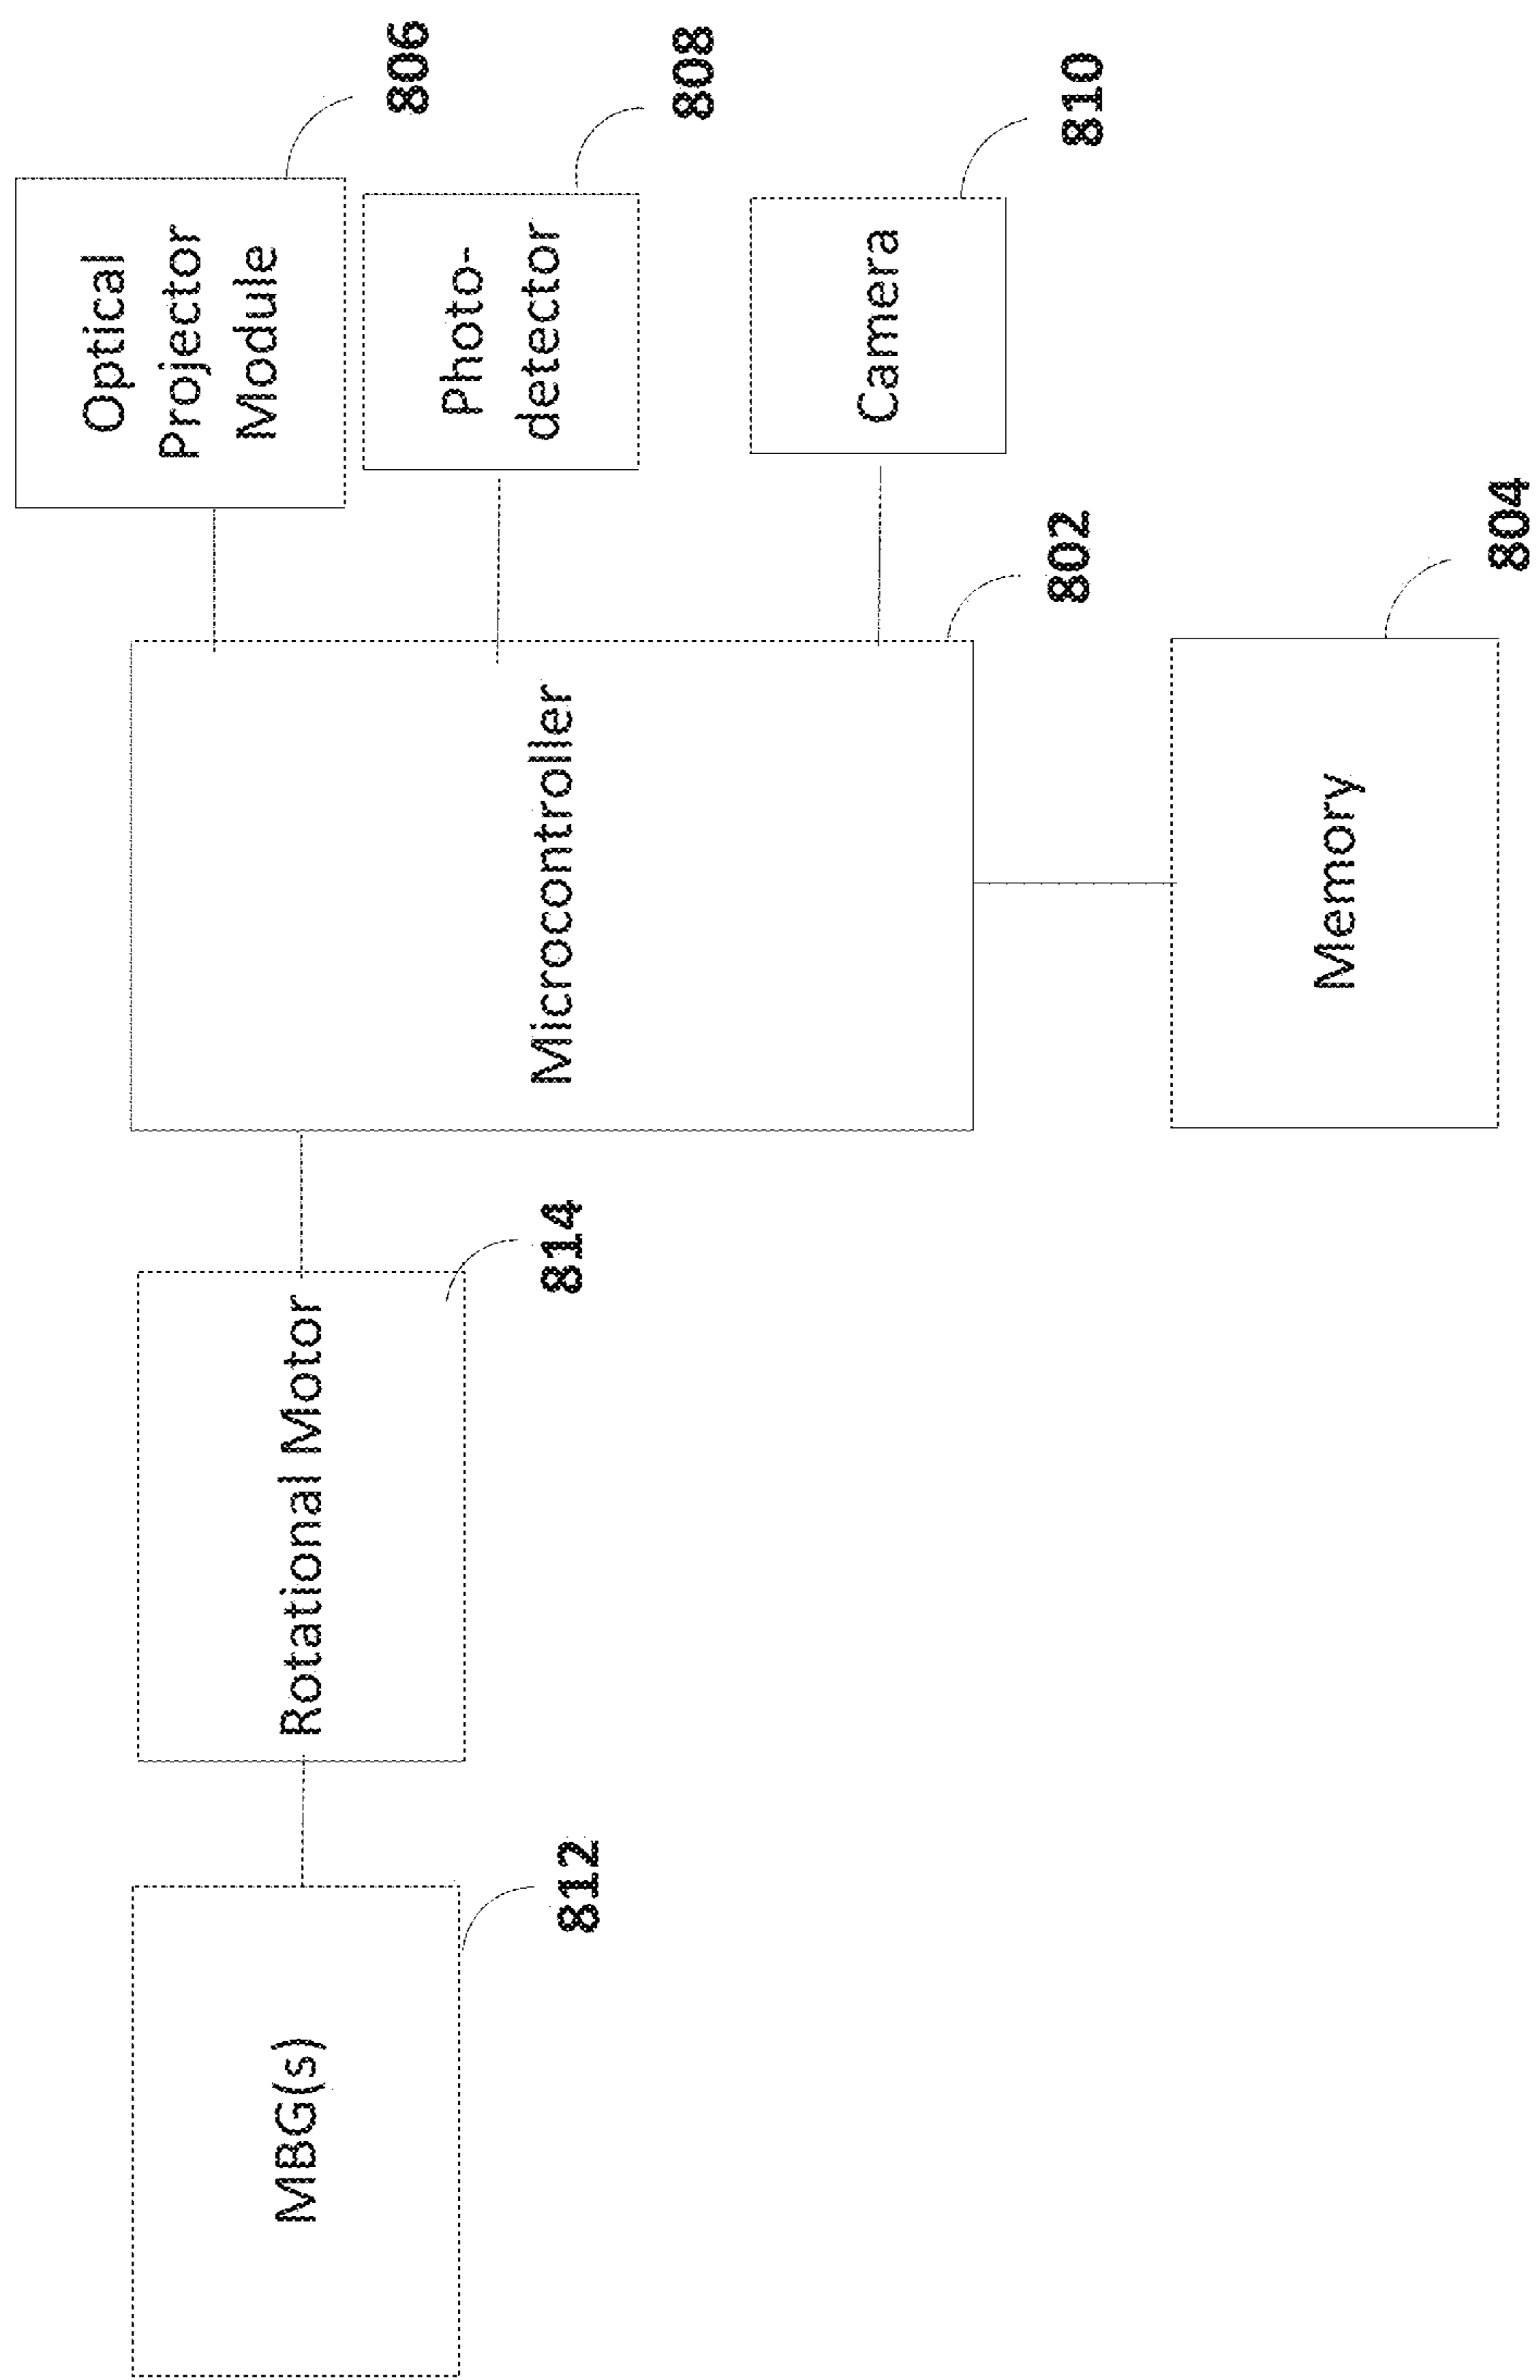 MBG(s)
812
Rotational Motor
814
Microcontroller
802
Memory
804
Optical
Projector
Module
806
Photo-
detector
808
Camera
810